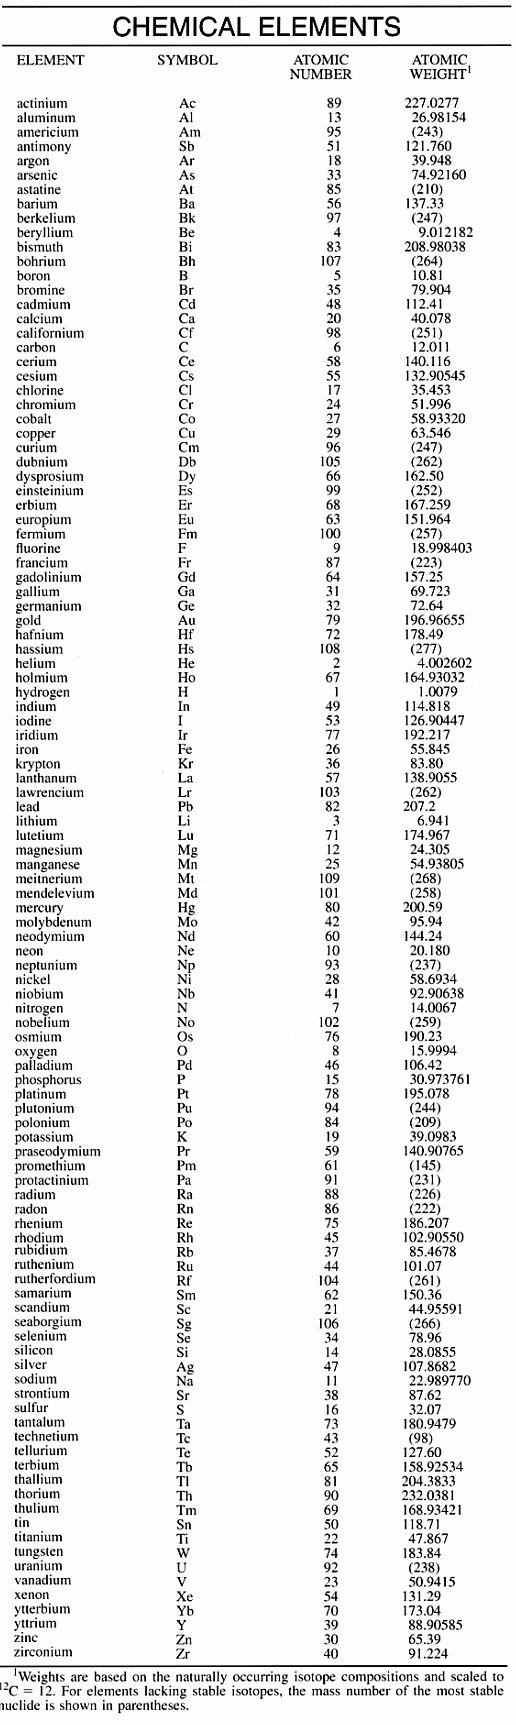 CHEMICAL ELEMENTS
ELEMENT SYMBOL ATOMIC NUMBER ATOMIC WEIGHT¹
actinium Ac 89 227.0277
aluminum Al 13 26.98154
americium Am 95 (243)
antimony Sb 51 121.760
argon Ar 18 39.948
arsenic As 33 74.92160
astatine At 85 (210)
barium Ba 56 137.33
berkelium Bk 97 (247)
beryllium Be 4 9.012182
bismuth Bi 83 208.98038
bohrium Bh 107 (264)
boron B 5 10.81
bromine Br 35 79.904
cadmium Cd 48 112.41
calcium Ca 20 40.078
californium Cf 98 (251)
carbon C 6 12.011
cerium Ce 58 140.116
cesium Cs 55 132.90545
chlorine Cl 17 35.453
chromium Cr 24 51.996
cobalt Co 27 58.93320
copper Cu 29 63.546
curium Cm 96 (247)
dubnium Db 105 (262)
dysprosium Dy 66 162.50
einsteinium Es 99 (252)
erbium Er 68 167.259
europium Eu 63 151.964
fermium Fm 100 (257)
fluorine F 9 18.998403
francium Fr 87 (223)
gadolinium Gd 64 157.25
gallium Ga 31 69.723
germanium Ge 32 72.64
gold Au 79 196.96655
hafnium Hf 72 178.49
hassium Hs 108 (277)
helium He 2 4.002602
holmium Ho 67 164.93032
hydrogen H 1 1.0079
indium In 49 114.818
iodine I 53 126.90447
iridium Ir 77 192.217
iron Fe 26 55.845
krypton Kr 36 83.80
lanthanum La 57 138.9055
lawrencium Lr 103 (262)
lead Pb 82 207.2
lithium Li 3 6.941
lutetium Lu 71 174.967
magnesium Mg 12 24.305
manganese Mn 25 54.93805
meitnerium Mt 109 (268)
mendelevium Md 101 (258)
mercury Hg 80 200.59
molybdenum Mo 42 95.94
neodymium Nd 60 144.24
neon Ne 10 20.180
neptunium Np 93 (237)
nickel Ni 28 58.6934
niobium Nb 41 92.90638
nitrogen N 7 14.0067
nobelium No 102 (259)
osmium Os 76 190.23
oxygen O 8 15.9994
palladium Pd 46 106.42
phosphorus P 15 30.973761
platinum Pt 78 195.078
plutonium Pu 94 (244)
polonium Po 84 (209)
potassium K 19 39.0983
praseodymium Pr 59 140.90765
promethium Pm 61 (145)
protactinium Pa 91 (231)
radium Ra 88 (226)
radon Rn 86 (222)
rhenium Re 75 186.207
rhodium Rh 45 102.90550
rubidium Rb 37 85.4678
ruthenium Ru 44 101.07
rutherfordium Rf 104 (261)
samarium Sm 62 150.36
scandium Sc 21 44.95591
seaborgium Sg 106 (266)
selenium Se 34 78.96
silicon Si 14 28.0855
silver Ag 47 107.8682
sodium Na 11 22.989770
strontium Sr 38 87.62
sulfur S 16 32.07
tantalum Ta 73 180.9479
technetium Tc 43 (98)
tellurium Te 52 127.60
terbium Tb 65 158.92534
thallium Tl 81 204.3833
thorium Th 90 232.0381
thulium Tm 69 168.93421
tin Sn 50 118.71
titanium Ti 22 47.867
tungsten W 74 183.84
uranium U 92 (238)
vanadium V 23 50.9415
xenon Xe 54 131.29
ytterbium Yb 70 173.04
yttrium Y 39 88.90585
zinc Zn 30 65.39
zirconium Zr 40 91.224
¹Weights are based on the naturally occurring isotope compositions and scaled to
¹²C = 12. For elements lacking stable isotopes, the mass number of the most stable
nuclide is shown in parentheses.